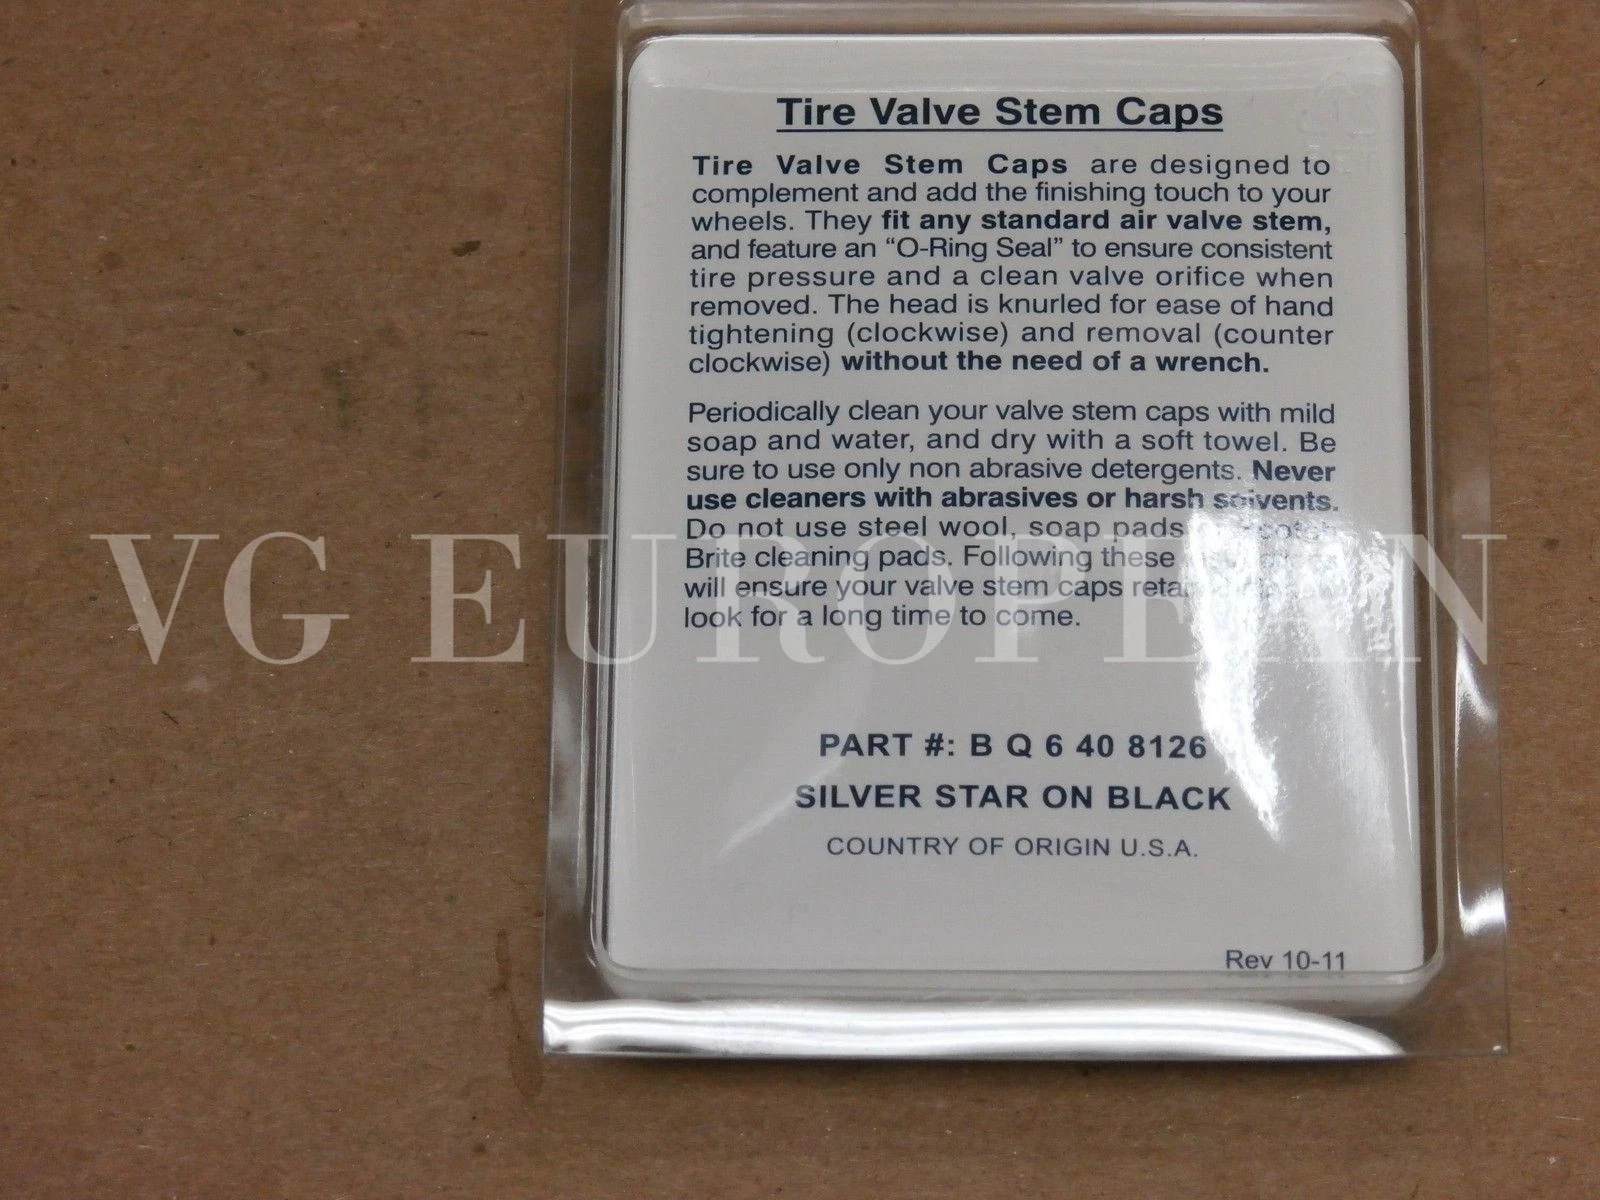 Tire Valve Stem Caps
Tire Valve Stem Caps are designed to
complement and add the finishing touch to your
wheels. They fit any standard air valve stem,
and feature an “O-Ring Seal” to ensure consistent
tire pressure and a clean valve orifice when
removed. The head is knurled for ease of hand
tightening (clockwise) and removal (counter
clockwise) without the need of a wrench.
Periodically clean your valve stem caps with mild
soap and water, and dry with a soft towel. Be
sure to use only non abrasive detergents. Never
use cleaners with abrasives or harsh solvents.
Do not use steel wool, soap pads
Brite cleaning pads. Following these
will ensure your valve stem caps
look for a long time to come.
VG EUROPEAN
PART #: B Q 6 40 8126
SILVER STAR ON BLACK
COUNTRY OF ORIGIN U.S.A.
Rev 10-11